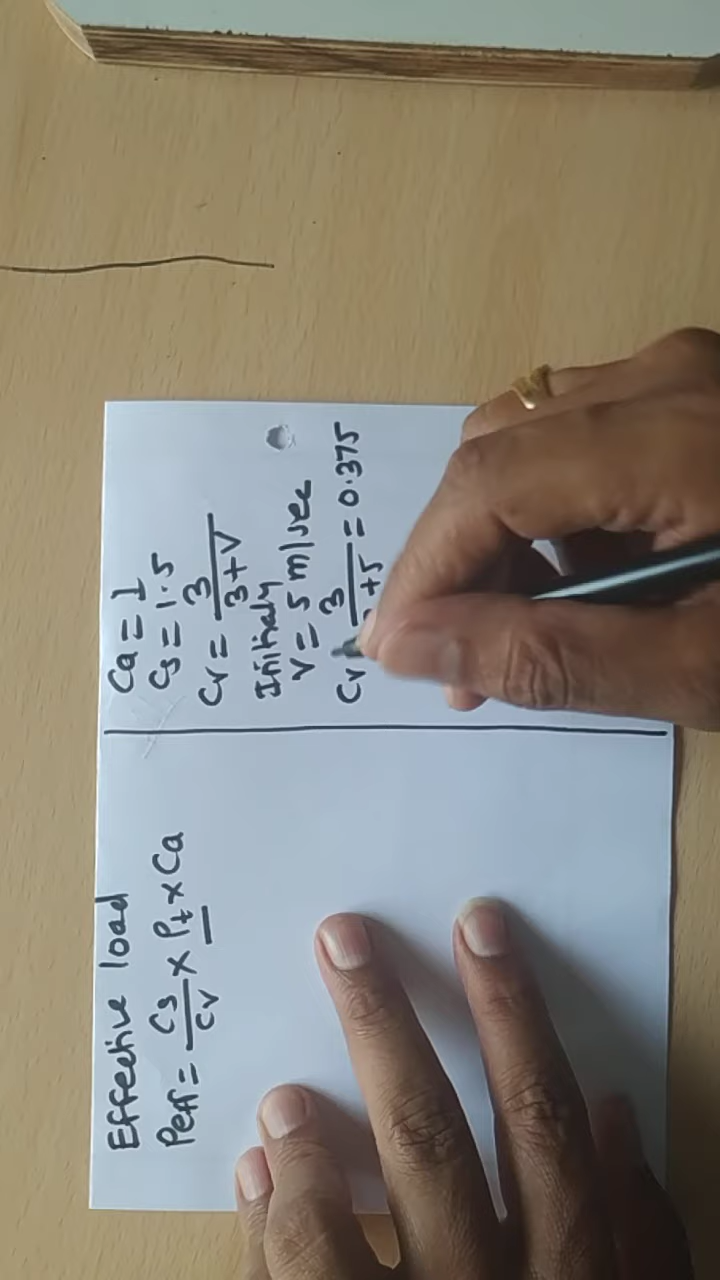 Effective load
Peff = Cs/Cv × Pt × Ca
Ca = 1
Cs = 1.5
Cv = 3/3+V
Initially
V = 5 m/sec
Cv 3/+5 = 0.375